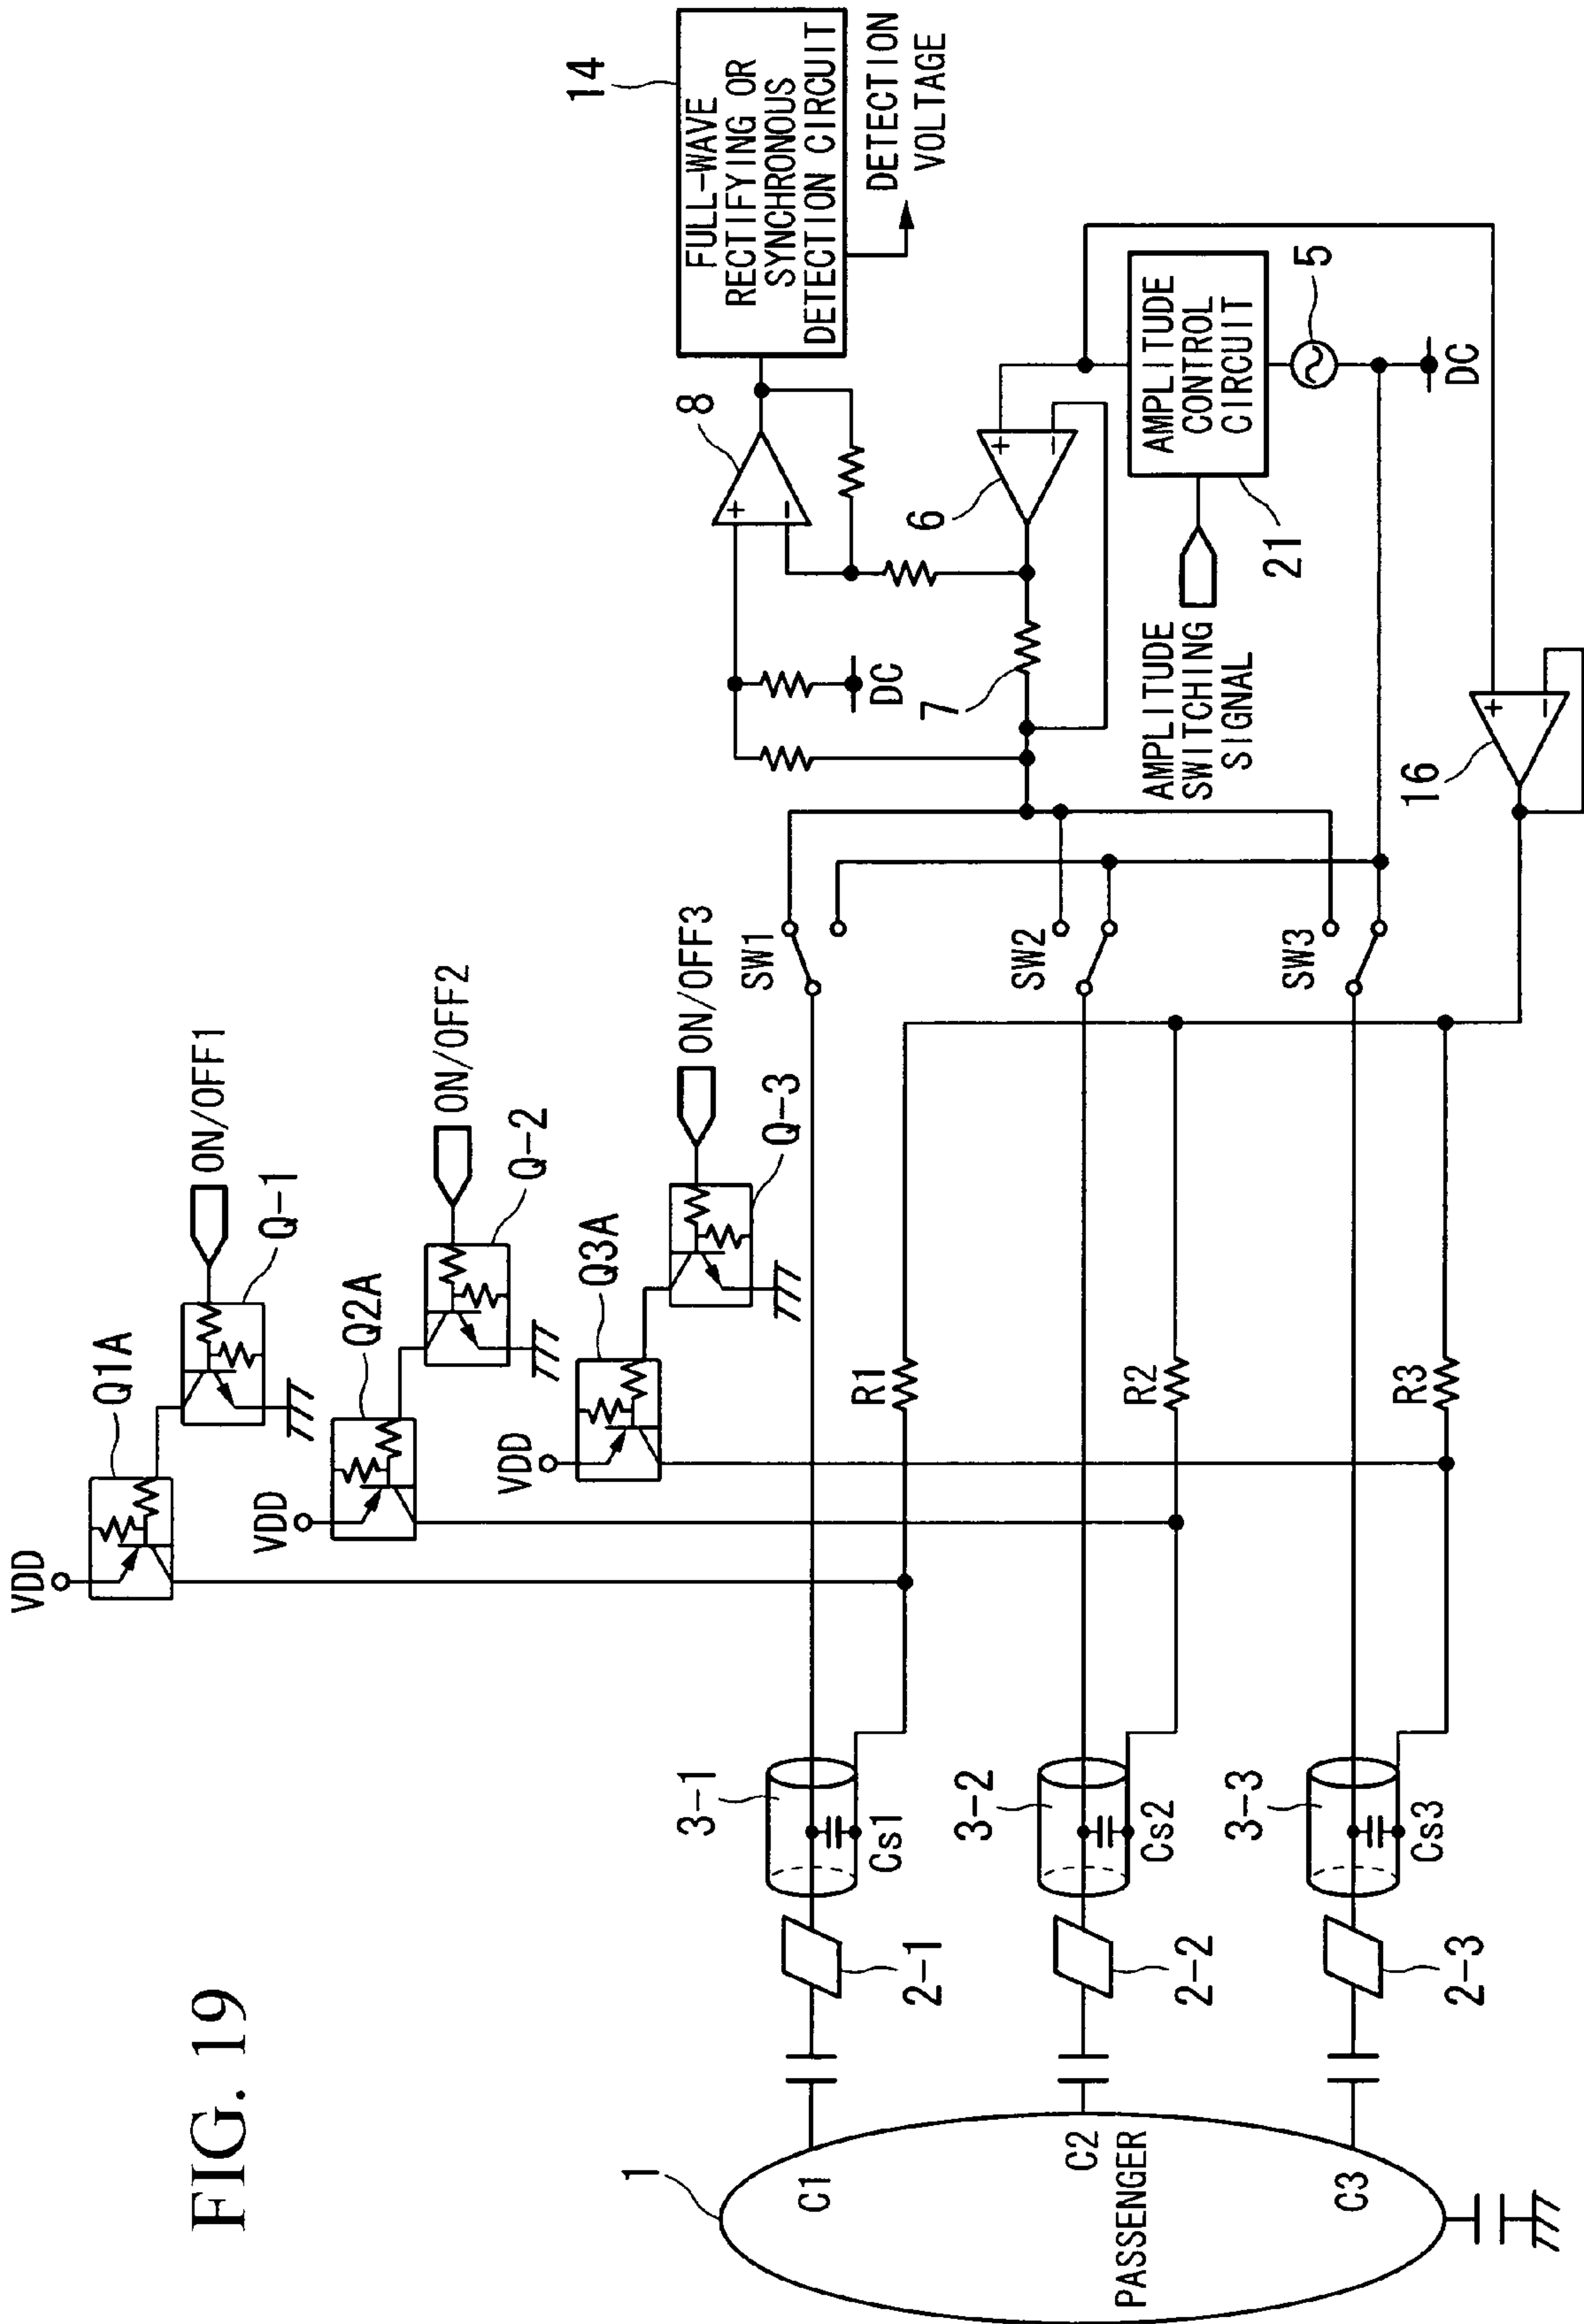 FIG. 19
VDD
Q1A
Q-1
ON/OFF1
VDD
Q2A
Q-2
ON/OFF2
VDD
Q3A
Q-3
ON/OFF3
14
FULL-WAVE
RECTIFYING OR
SYNCHRONOUS
DETECTION CIRCUIT
DETECTION
VOLTAGE
8
+
−
DC
7
6
+
−
AMPLITUDE
SWITCHING
SIGNAL
AMPLITUDE
CONTROL
CIRCUIT
21
5
DC
16
+
−
SW1
SW2
SW3
R1
R2
R3
3-1
Cs1
3-2
Cs2
3-3
Cs3
2-1
2-2
2-3
1
C1
C2
PASSENGER
C3